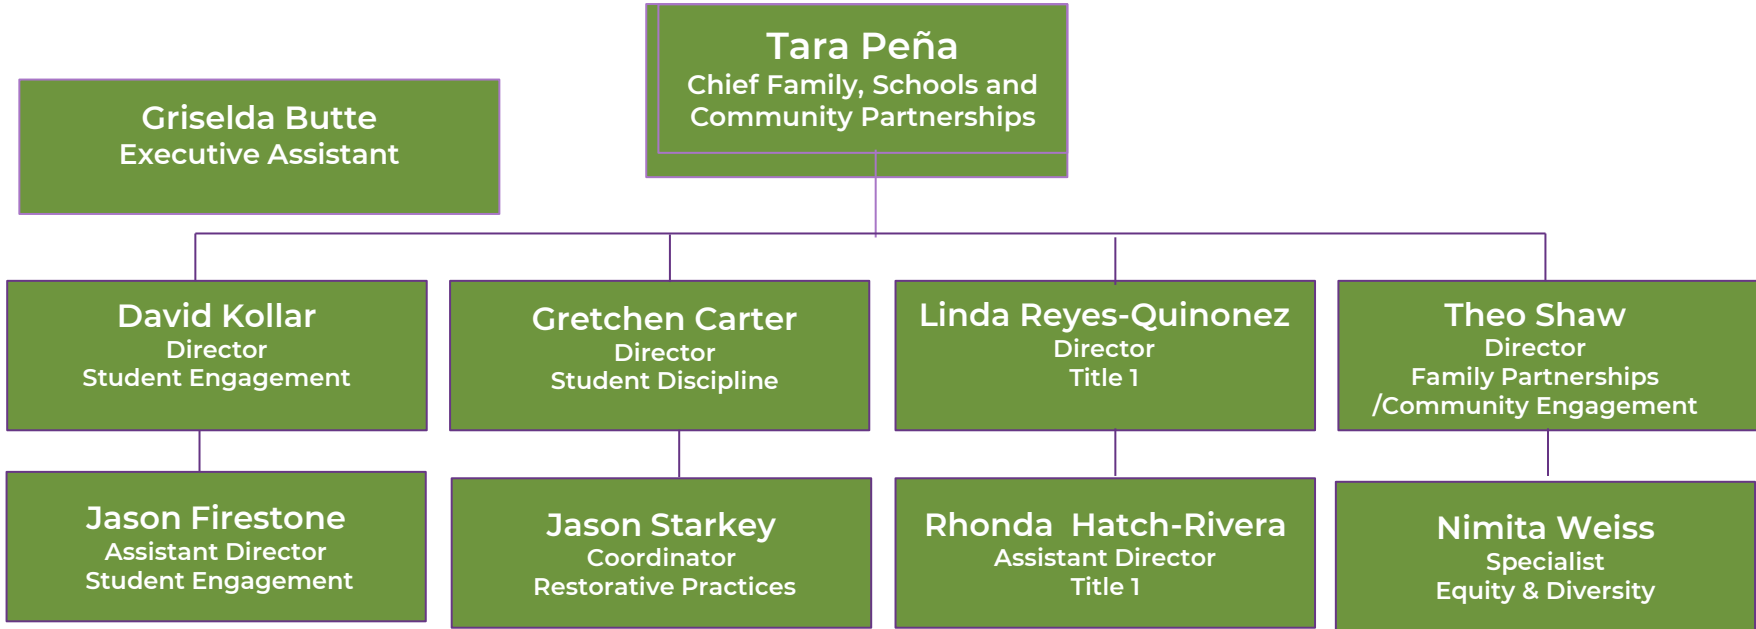 Tara Peña
Chief Family, Schools and
Community Partnerships
Griselda Butte
Executive Assistant
David Kollar
Director
Student Engagement
Gretchen Carter
Director
Student Discipline
Linda Reyes-Quinonez
Director
Title 1
Theo Shaw
Director
Family Partnerships
/Community Engagement
Jason Firestone
Assistant Director
Student Engagement
Jason Starkey
Coordinator
Restorative Practices
Rhonda  Hatch-Rivera
Assistant Director
Title 1
Nimita Weiss
Specialist
Equity & Diversity